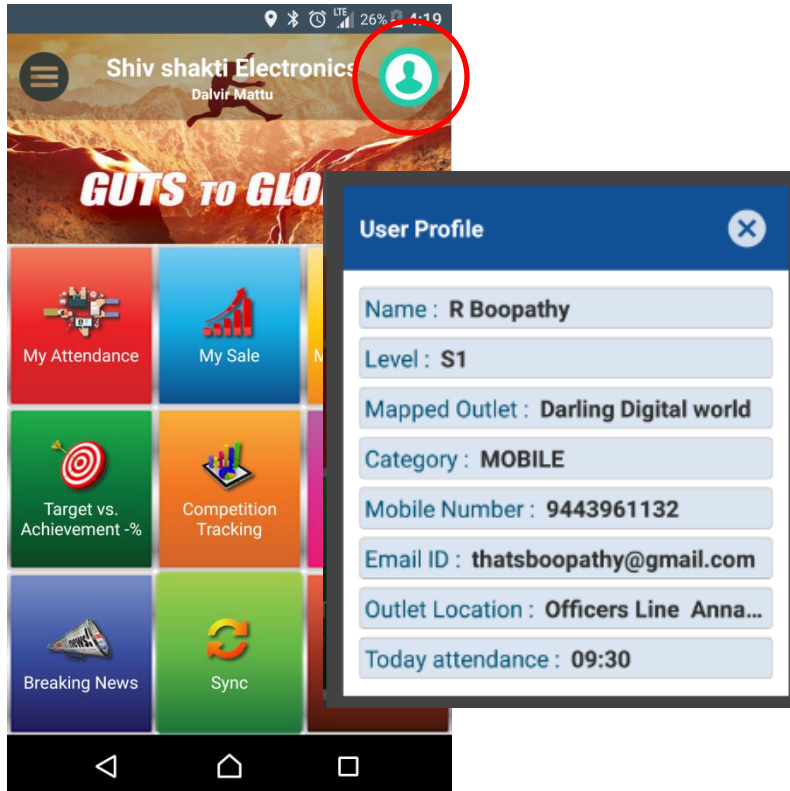 LTE 26% 4:19
Shiv shakti Electronics
Dalvir Mattu
GUTS TO
User Profile
Name : R Boopathy
Level : S1
Mapped Outlet : Darling Digital world
Category : MOBILE
Mobile Number : 9443961132
Email ID : thatsboopathy@gmail.com
Outlet Location : Officers Line Anna...
Today attendance : 09:30
My Attendance
My Sale
M
Target vs.
Achievement -%
Competition
Tracking
news!
Breaking News
Sync